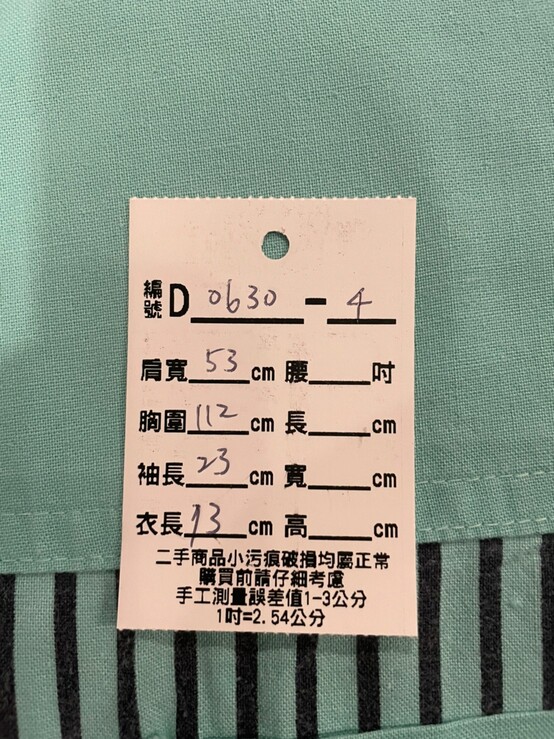 編號D 0630 - 4
肩寬 53 cm 腰____吋
胸圍 112 cm 長____cm
袖長 23 cm 寬____cm
衣長 73 cm 高____cm
二手商品小污痕破損均屬正常
購買前請仔細考慮
手工測量誤差值1-3公分
1吋=2.54公分